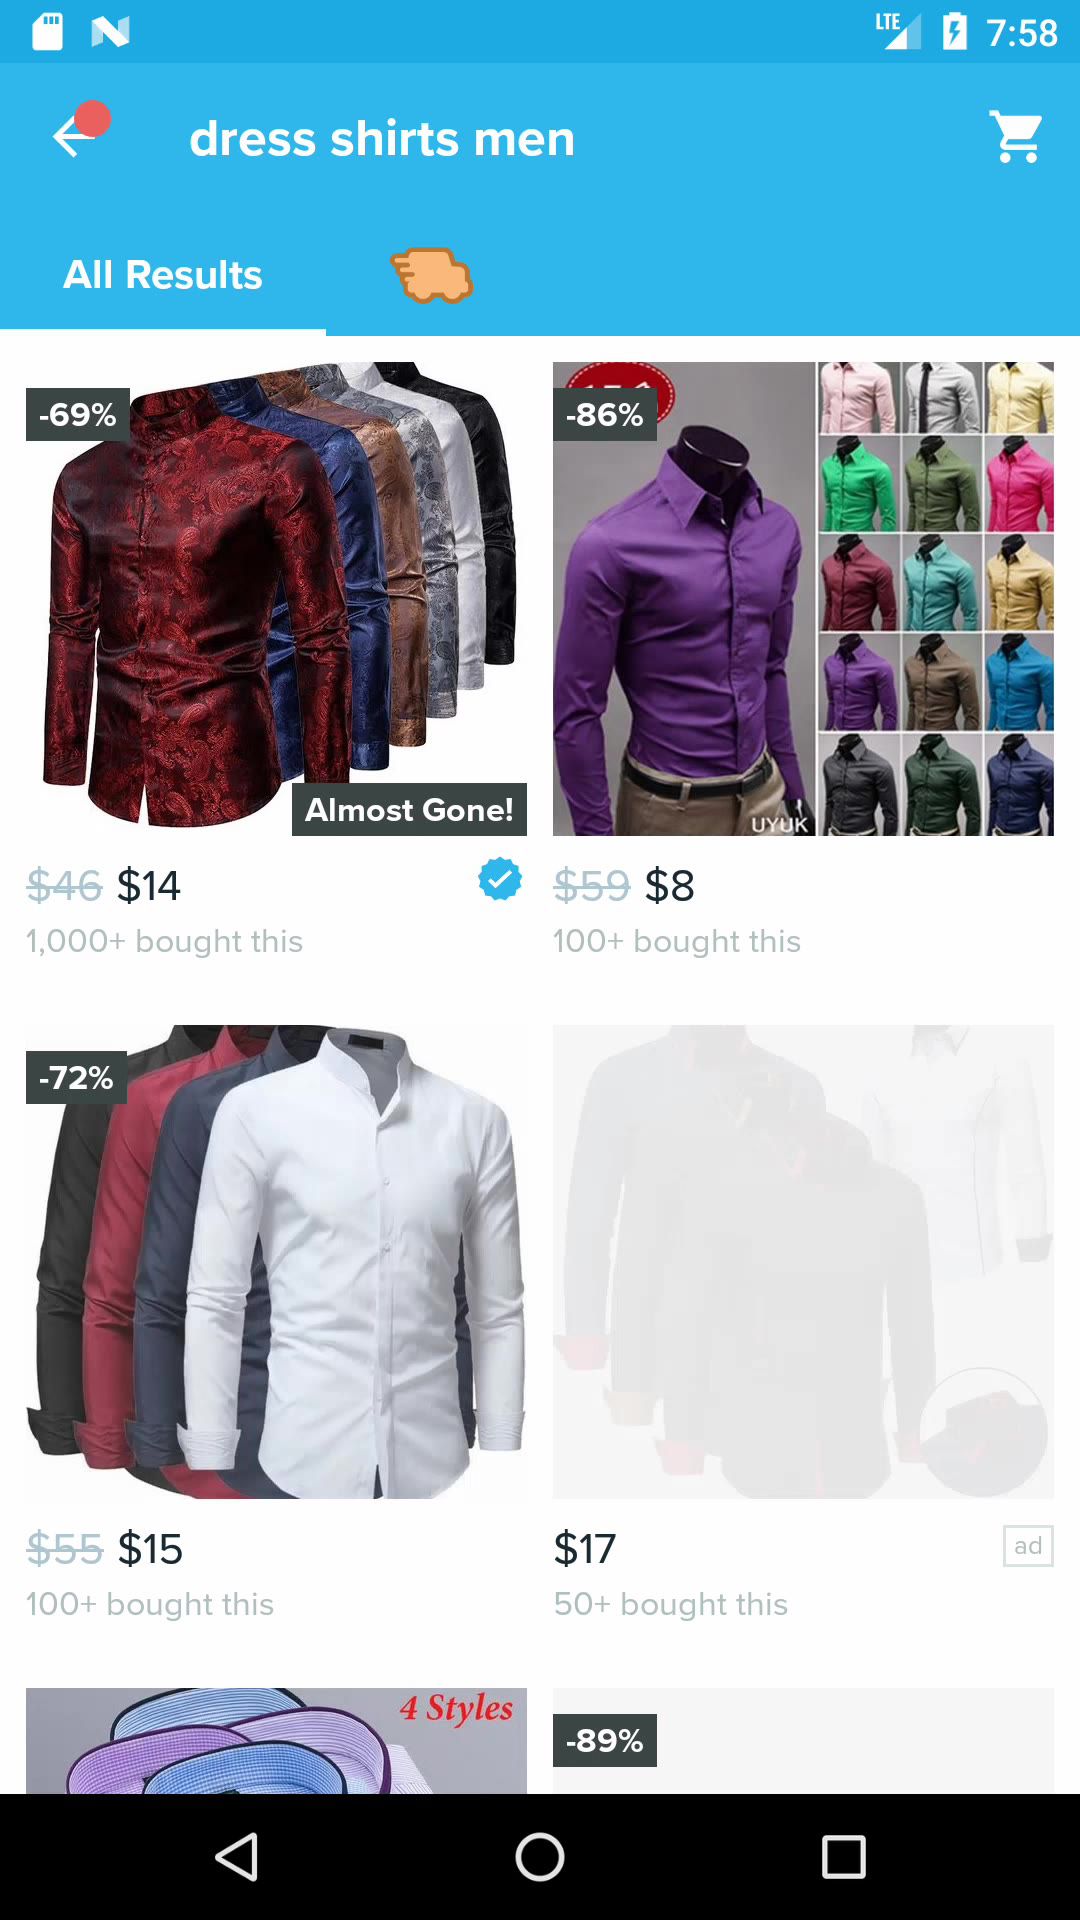 LTE 7:58
dress shirts men
All Results
-69%
-86%
Almost Gone!
UYUK
$46 $14
$59 $8
1,000+ bought this
100+ bought this
-72%
$55 $15
$17
ad
100+ bought this
50+ bought this
4 Styles
-89%